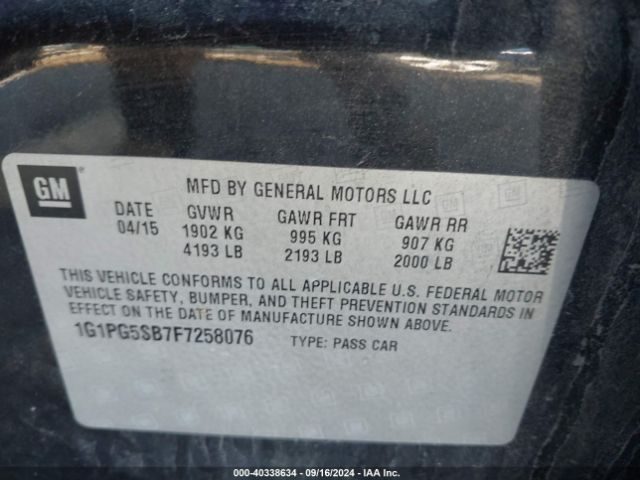 GM
MFD BY GENERAL MOTORS LLC
DATE GVWR GAWR FRT GAWR RR
04/15 1902 KG 995 KG 907 KG
4193 LB 2193 LB 2000 LB
THIS VEHICLE CONFORMS TO ALL APPLICABLE U.S. FEDERAL MOTOR
VEHICLE SAFETY, BUMPER, AND THEFT PREVENTION STANDARDS IN
EFFECT ON THE DATE OF MANUFACTURE SHOWN ABOVE.
1G1PG5SB7F7258076 TYPE: PASS CAR
000-40338634 - 09/16/2024 - IAA Inc.